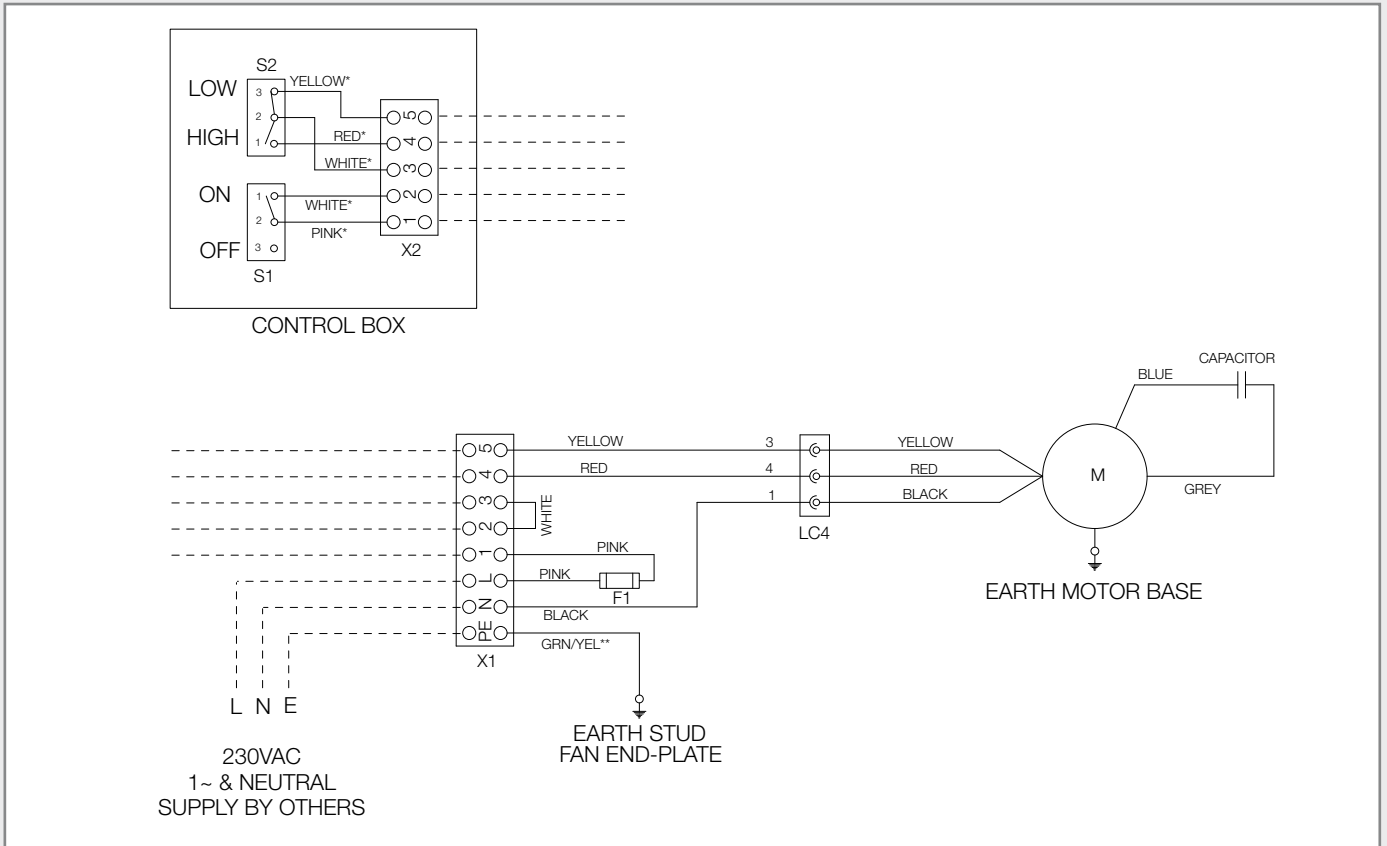 S2
LOW
YELLOW*
3
2
HIGH
1
RED*
WHITE*
5
4
3
2
1
ON
1
WHITE*
2
PINK*
OFF
3
S1
X2
CONTROL BOX
CAPACITOR
BLUE
5
YELLOW
3
YELLOW
4
RED
4
RED
M
3
WHITE
1
BLACK
GREY
2
LC4
1
PINK
L
PINK
F1
EARTH MOTOR BASE
N
BLACK
PE
GRN/YEL**
X1
L N E
EARTH STUD
FAN END-PLATE
230VAC
1~ & NEUTRAL
SUPPLY BY OTHERS